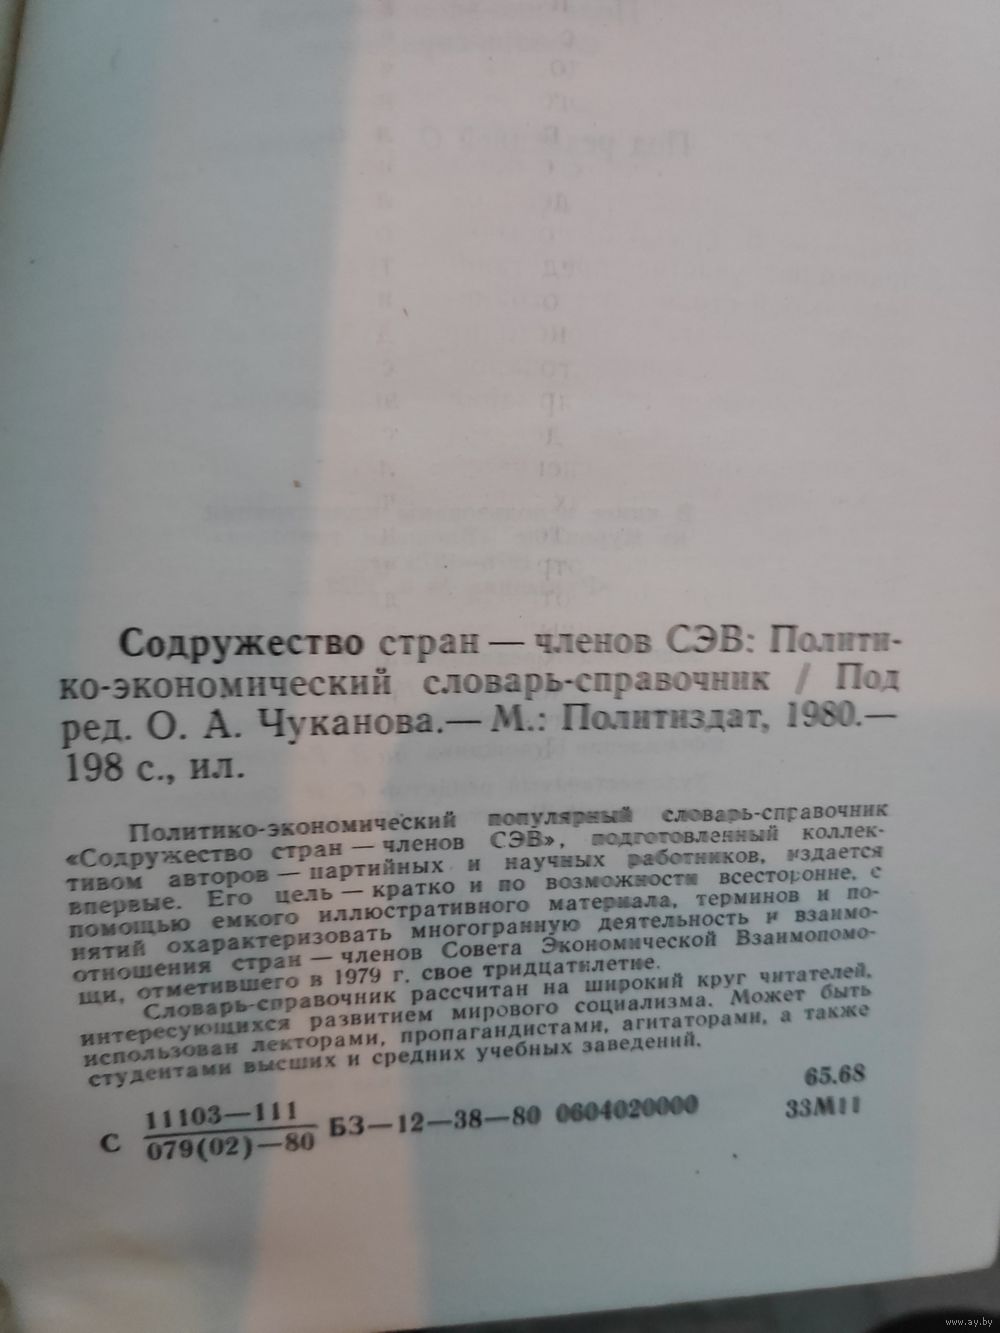 Содружество стран — членов СЭВ: Полити-
ко-экономический словарь-справочник / Под
ред. О. А. Чуканова.— М.: Политиздат, 1980.—
198 с., ил.
Политико-экономический популярный словарь-справочник
«Содружество стран — членов СЭВ», подготовленный коллек-
тивом авторов — партийных и научных работников, издается
впервые. Его цель — кратко и по возможности всесторонне, с
помощью емкого иллюстративного материала, терминов и по-
нятий охарактеризовать многогранную деятельность и взаимо-
отношения стран — членов Совета Экономической Взаимопомо-
щи, отметившего в 1979 г. свое тридцатилетие.
Словарь-справочник рассчитан на широкий круг читателей,
интересующихся развитием мирового социализма. Может быть
использован лекторами, пропагандистами, агитаторами, а также
студентами высших и средних учебных заведений.
65.68
33М11
С 11103—111
079(02)—80 БЗ—12—38—80 0604020000
www.ay.by